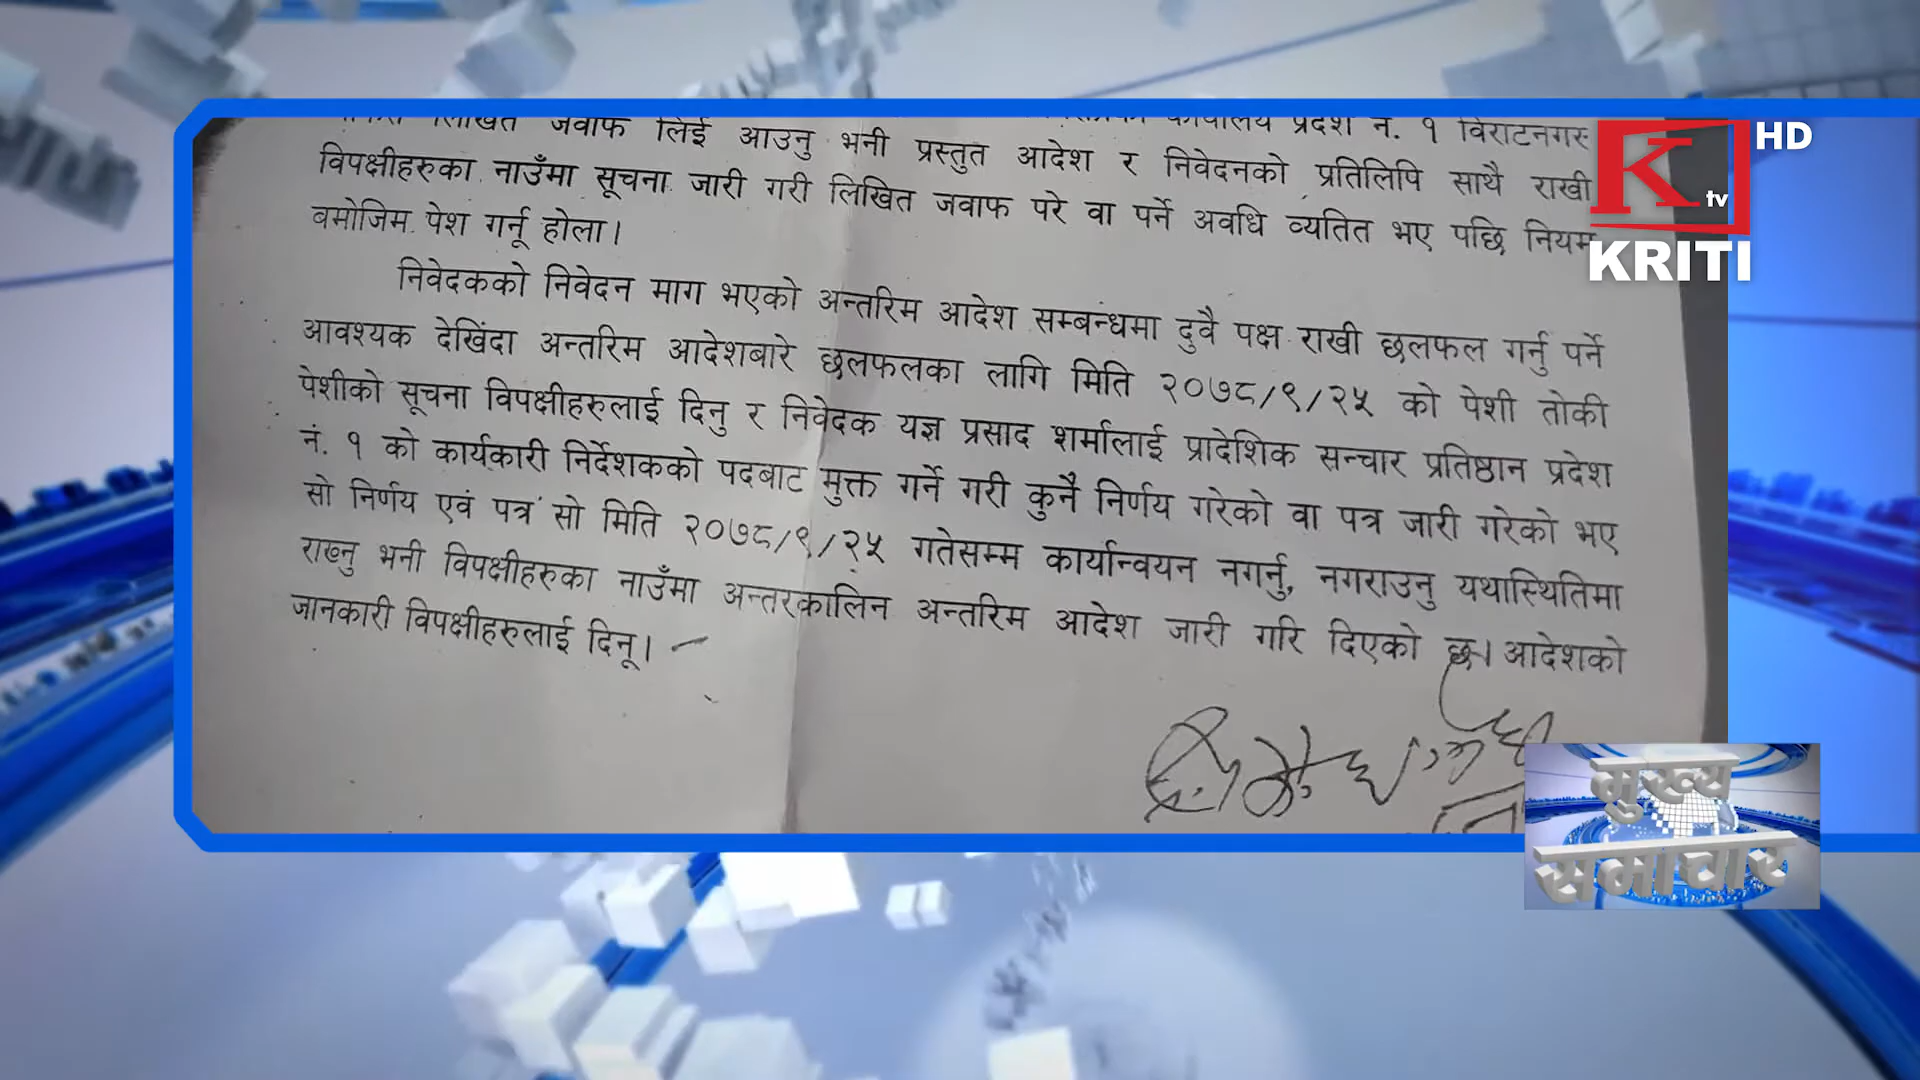 लिखित जवाफ लिई आउनु भनी प्रस्तुत आदेश र निवेदनको प्रतिलिपि साथै राखी
कार्यालय प्रदेश नं. १ विराटनगर
विपक्षीहरुका नाउँमा सूचना जारी गरी लिखित जवाफ परे वा पर्ने अवधि व्यतित भए पछि नियम
बमोजिम पेश गर्नू होला।
निवेदकको निवेदन माग भएको अन्तरिम आदेश सम्बन्धमा दुवै पक्ष राखी छलफल गर्नु पर्ने
आवश्यक देखिंदा अन्तरिम आदेशबारे छलफलका लागि मिति २०७८/९/२५ को पेशी तोकी
पेशीको सूचना विपक्षीहरुलाई दिनु र निवेदक यज्ञ प्रसाद शर्मालाई प्रादेशिक सन्चार प्रतिष्ठान प्रदेश
नं. १ को कार्यकारी निर्देशकको पदबाट मुक्त गर्ने गरी कुनै निर्णय गरेको वा पत्र जारी गरेको भए
सो निर्णय एवं पत्र सो मिति २०७८/९/२५ गतेसम्म कार्यान्वयन नगर्नु, नगराउनु यथास्थितिमा
राख्नु भनी विपक्षीहरुका नाउँमा अन्तरकालिन अन्तरिम आदेश जारी गरि दिएको छ। आदेशको
जानकारी विपक्षीहरुलाई दिनू।
K tv HD
KRITI
मुख्य
समाचार